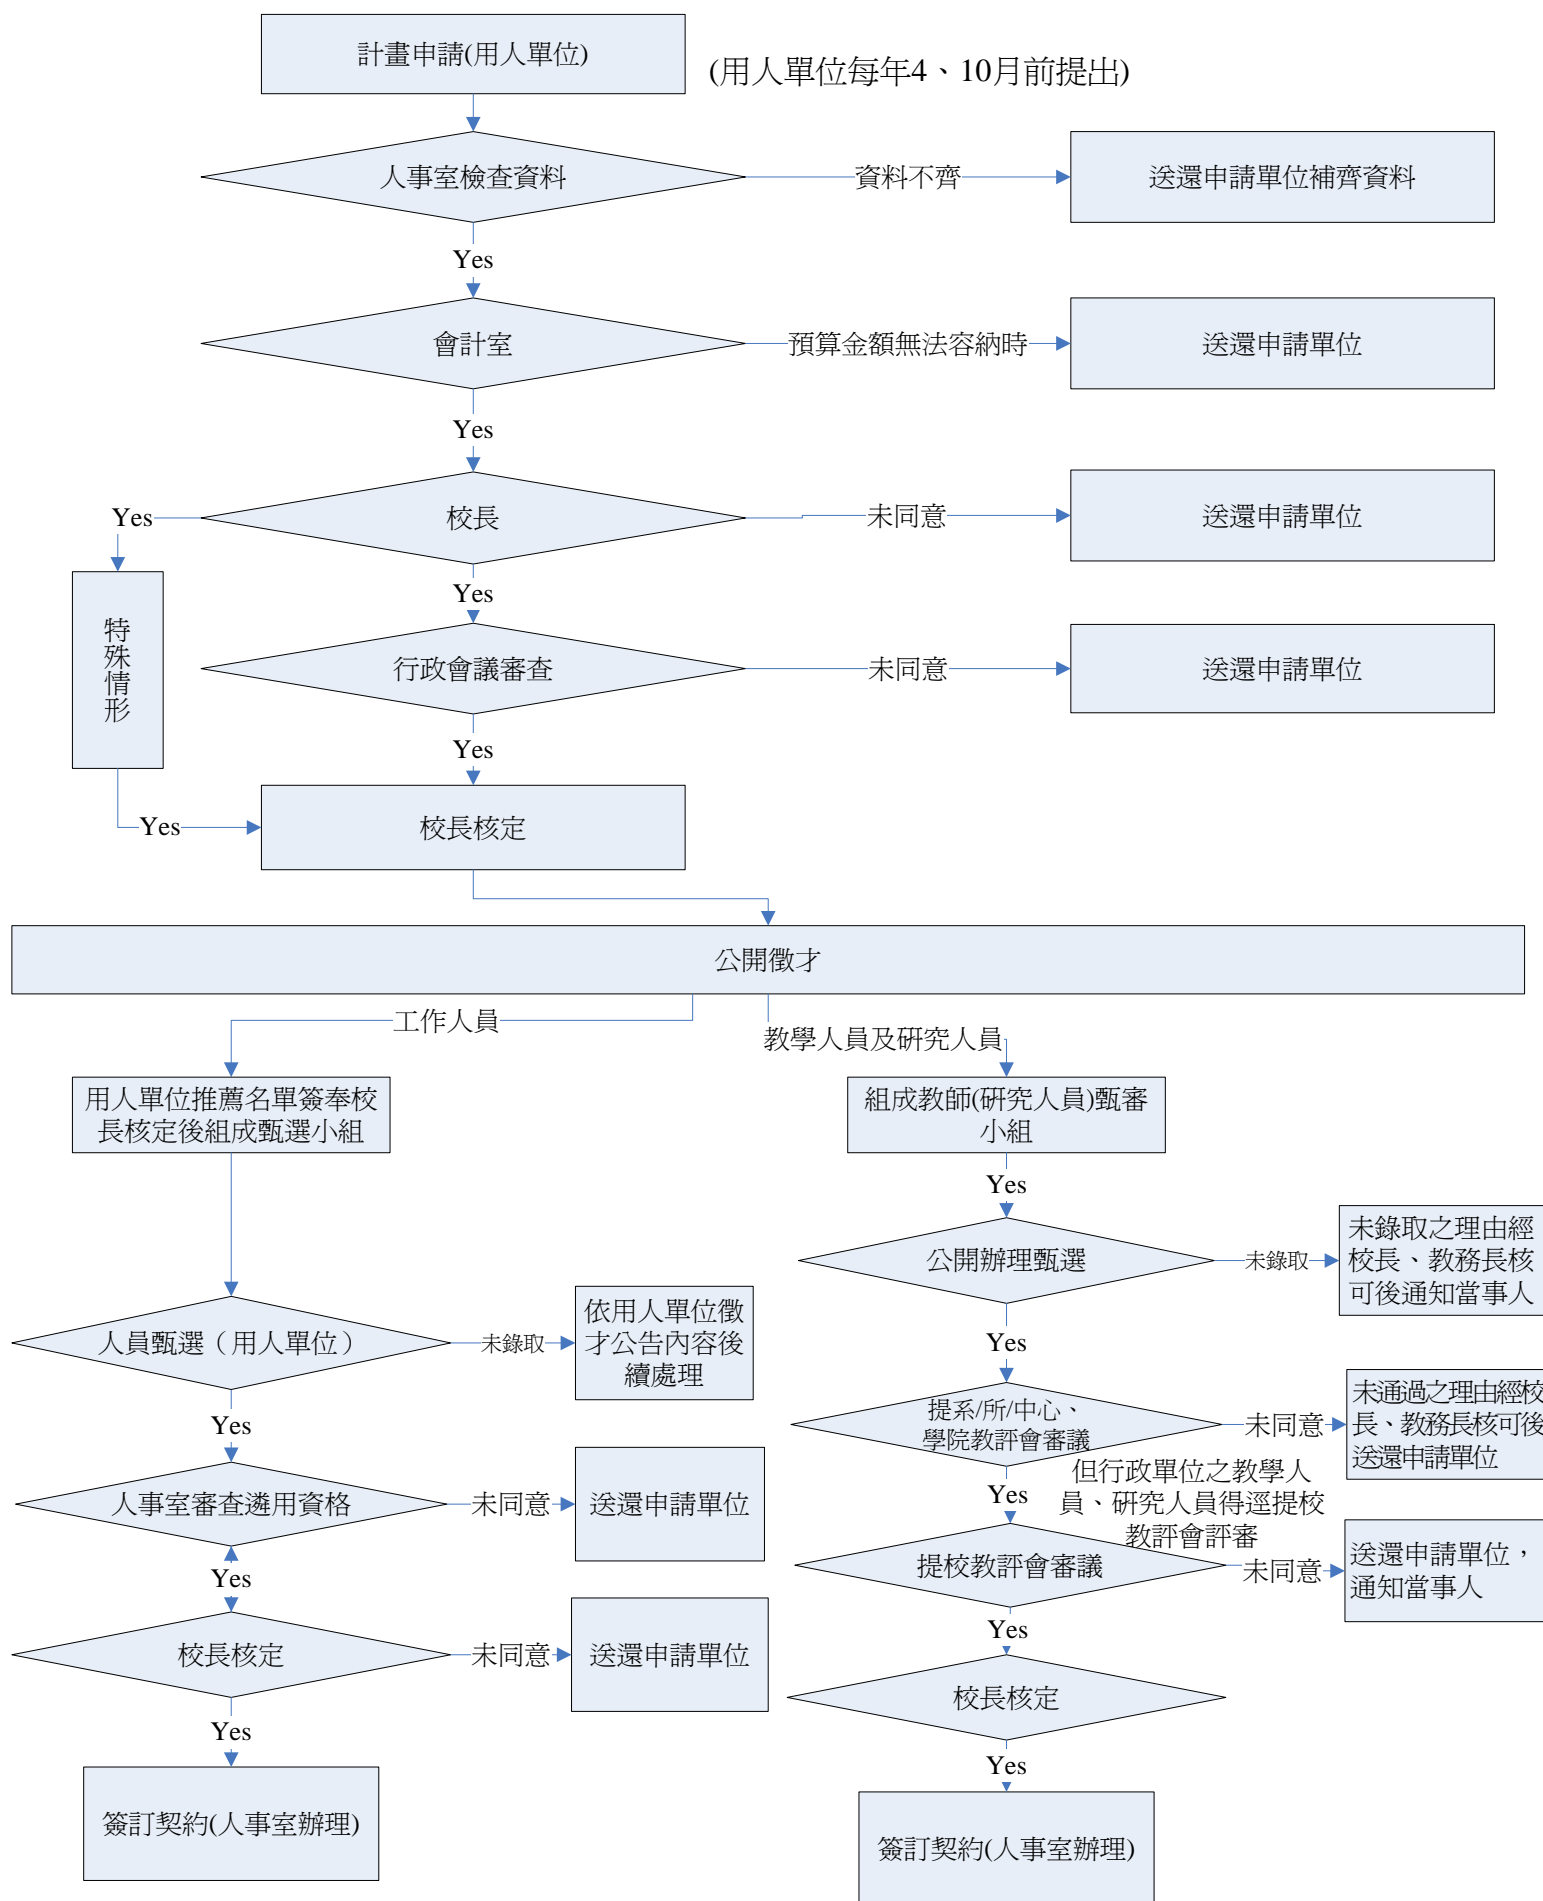 計畫申請(用人單位)
(用人單位每年4、10月前提出)
人事室檢查資料
資料不齊
送還申請單位補齊資料
Yes
會計室
預算金額無法容納時
送還申請單位
Yes
校長
Yes
未同意
送還申請單位
Yes
特殊情形
行政會議審查
未同意
送還申請單位
Yes
Yes
校長核定
公開徵才
工作人員
教學人員及研究人員
用人單位推薦名單簽奉校
長核定後組成甄選小組
人員甄選（用人單位）
未錄取
依用人單位徵
才公告內容後
續處理
Yes
人事室審查遴用資格
未同意
送還申請單位
Yes
校長核定
未同意
送還申請單位
Yes
簽訂契約(人事室辦理)
組成教師(研究人員)甄審
小組
Yes
公開辦理甄選
未錄取
未錄取之理由經
校長、教務長核
可後通知當事人
Yes
提系/所/中心、
學院教評會審議
未同意
未通過之理由經校
長、教務長核可後
送還申請單位
Yes
但行政單位之教學人
員、研究人員得逕提校
教評會評審
提校教評會審議
未同意
送還申請單位，
通知當事人
Yes
校長核定
Yes
簽訂契約(人事室辦理)